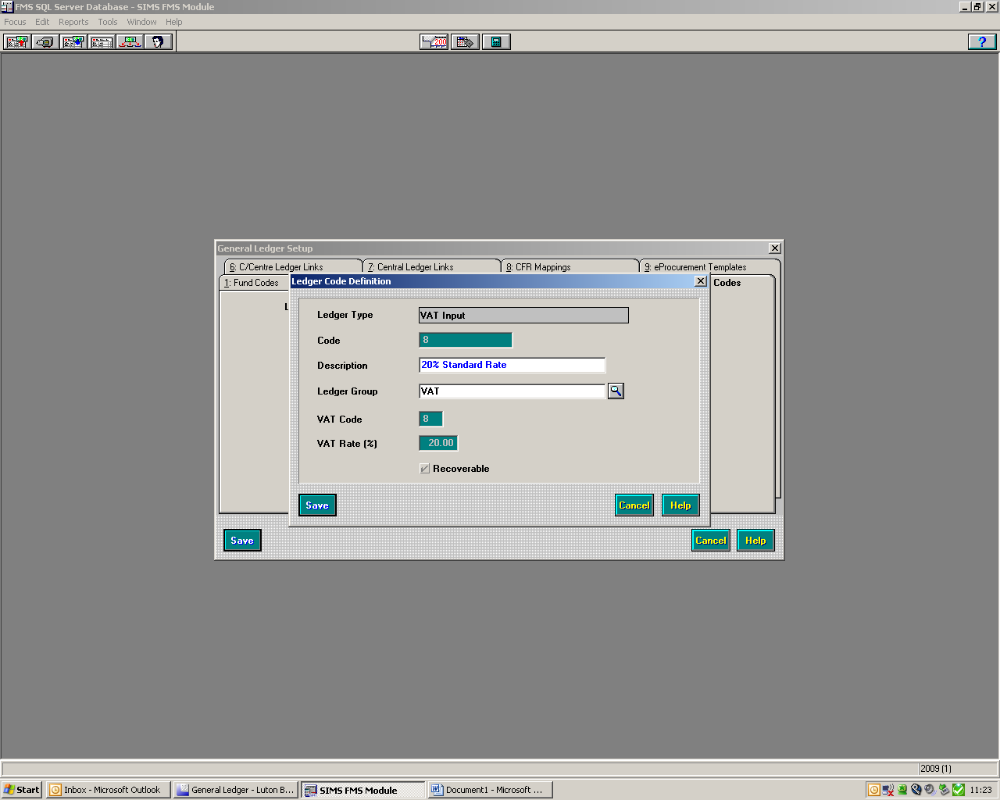 FMS SQL Server Database - SIMS FMS Module
Focus Edit Reports Tools Window Help
200
?
General Ledger Setup
6: C/Centre Ledger Links 7: Central Ledger Links 8: CFR Mappings 9: eProcurement Templates
1: Fund Codes Codes
Ledger Code Definition
Ledger Type VAT Input
Code 8
Description 20% Standard Rate
Ledger Group VAT
VAT Code 8
VAT Rate (%) 20.00
Recoverable
Save Cancel Help
Save Cancel Help
2009 (1)
Start Inbox - Microsoft Outlook General Ledger - Luton B... SIMS FMS Module Document1 - Microsoft ... 11:23